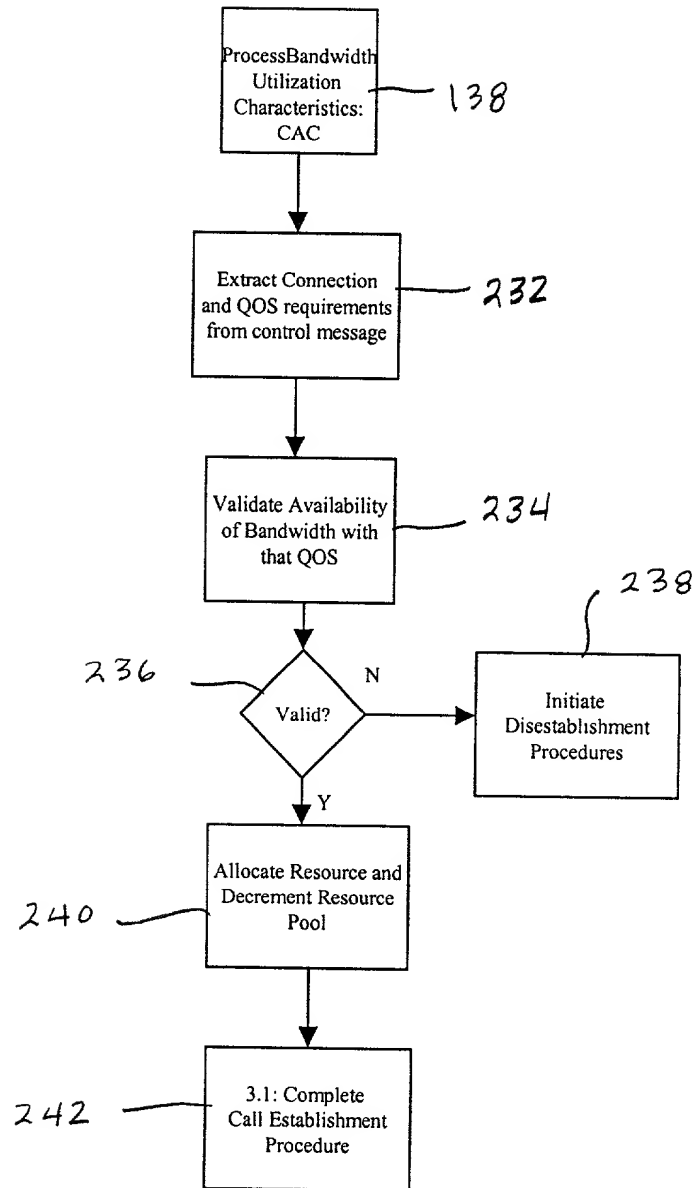 ProcessBandwidth
Utilization
Characteristics:
CAC
138
Extract Connection
and QOS requirements
from control message
232
Validate Availability
of Bandwidth with
that QOS
234
238
236
Valid?
N
Initiate
Disestablishment
Procedures
Y
Allocate Resource and
Decrement Resource
Pool
240
3.1: Complete
Call Establishment
Procedure
242